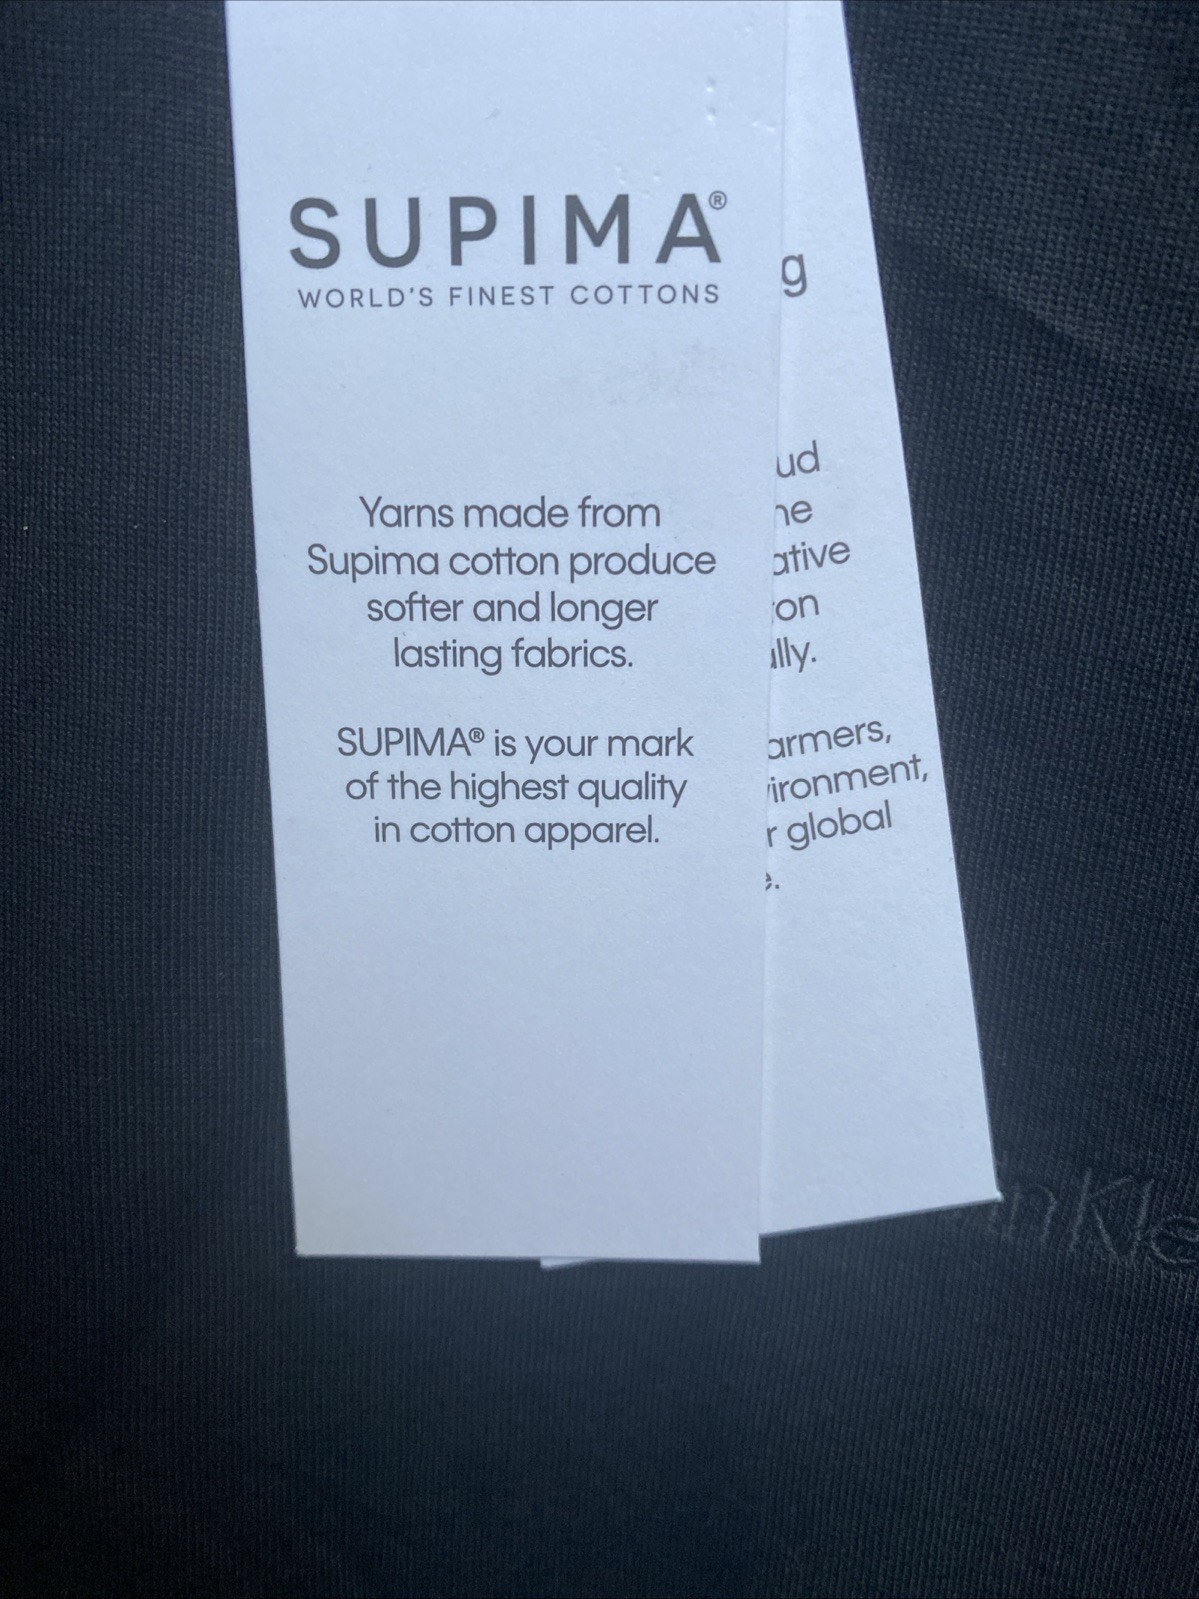 SUPIMA®
WORLD'S FINEST COTTONS
Yarns made from
Supima cotton produce
softer and longer
lasting fabrics.
SUPIMA® is your mark
of the highest quality
in cotton apparel.
g
global